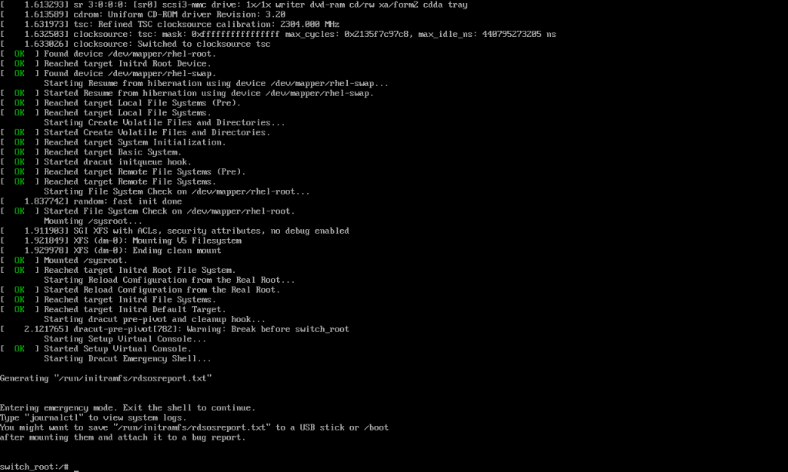 [    1.613293] sr 3:0:0:0: [sr0] scsi3-mmc drive: 1x/1x writer dvd-ram cd/rw xa/form2 cdda tray
[    1.613589] cdrom: Uniform CD-ROM driver Revision: 3.20
[    1.631973] tsc: Refined TSC clocksource calibration: 2304.000 MHz
[    1.632503] clocksource: tsc: mask: 0xffffffffffffffff max_cycles: 0x2135f7c97c8, max_idle_ns: 440795273205 ns
[    1.633026] clocksource: Switched to clocksource tsc
[  OK  ] Found device /dev/mapper/rhel-root.
[  OK  ] Reached target Initrd Root Device.
[  OK  ] Found device /dev/mapper/rhel-swap.
         Starting Resume from hibernation using device /dev/mapper/rhel-swap...
[  OK  ] Started Resume from hibernation using device /dev/mapper/rhel-swap.
[  OK  ] Reached target Local File Systems (Pre).
[  OK  ] Reached target Local File Systems.
         Starting Create Volatile Files and Directories...
[  OK  ] Started Create Volatile Files and Directories.
[  OK  ] Reached target System Initialization.
[  OK  ] Reached target Basic System.
[  OK  ] Started dracut initqueue hook.
[  OK  ] Reached target Remote File Systems (Pre).
[  OK  ] Reached target Remote File Systems.
         Starting File System Check on /dev/mapper/rhel-root...
[    1.837742] random: fast init done
[  OK  ] Started File System Check on /dev/mapper/rhel-root.
         Mounting /sysroot...
[    1.911903] SGI XFS with ACLs, security attributes, no debug enabled
[    1.921849] XFS (dm-0): Mounting V5 Filesystem
[    1.929978] XFS (dm-0): Ending clean mount
[  OK  ] Mounted /sysroot.
[  OK  ] Reached target Initrd Root File System.
         Starting Reload Configuration from the Real Root...
[  OK  ] Started Reload Configuration from the Real Root.
[  OK  ] Reached target Initrd File Systems.
[  OK  ] Reached target Initrd Default Target.
         Starting dracut pre-pivot and cleanup hook...
[    2.121765] dracut-pre-pivot[782]: Warning: Break before switch_root
         Starting Setup Virtual Console...
[  OK  ] Started Setup Virtual Console.
         Starting Dracut Emergency Shell...
Generating "/run/initramfs/rdsosreport.txt"
Entering emergency mode. Exit the shell to continue.
Type "journalctl" to view system logs.
You might want to save "/run/initramfs/rdsosreport.txt" to a USB stick or /boot
after mounting them and attach it to a bug report.
switch_root:/# _